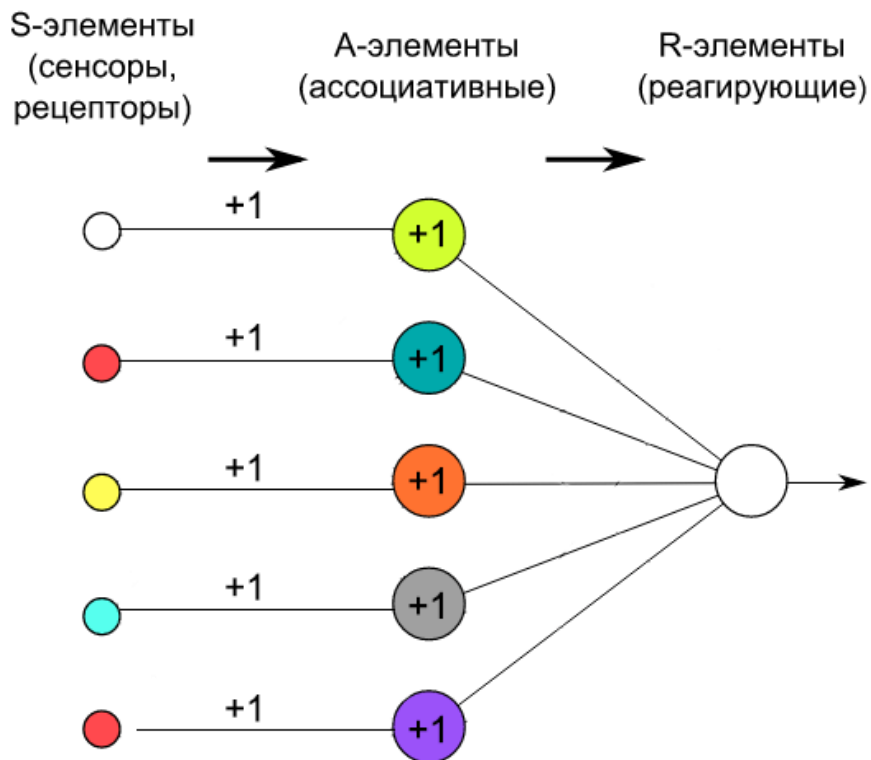 S-элементы
(сенсоры,
рецепторы)
А-элементы
(ассоциативные)
R-элементы
(реагирующие)
+1
+1
+1
+1
+1
+1
+1
+1
+1
+1